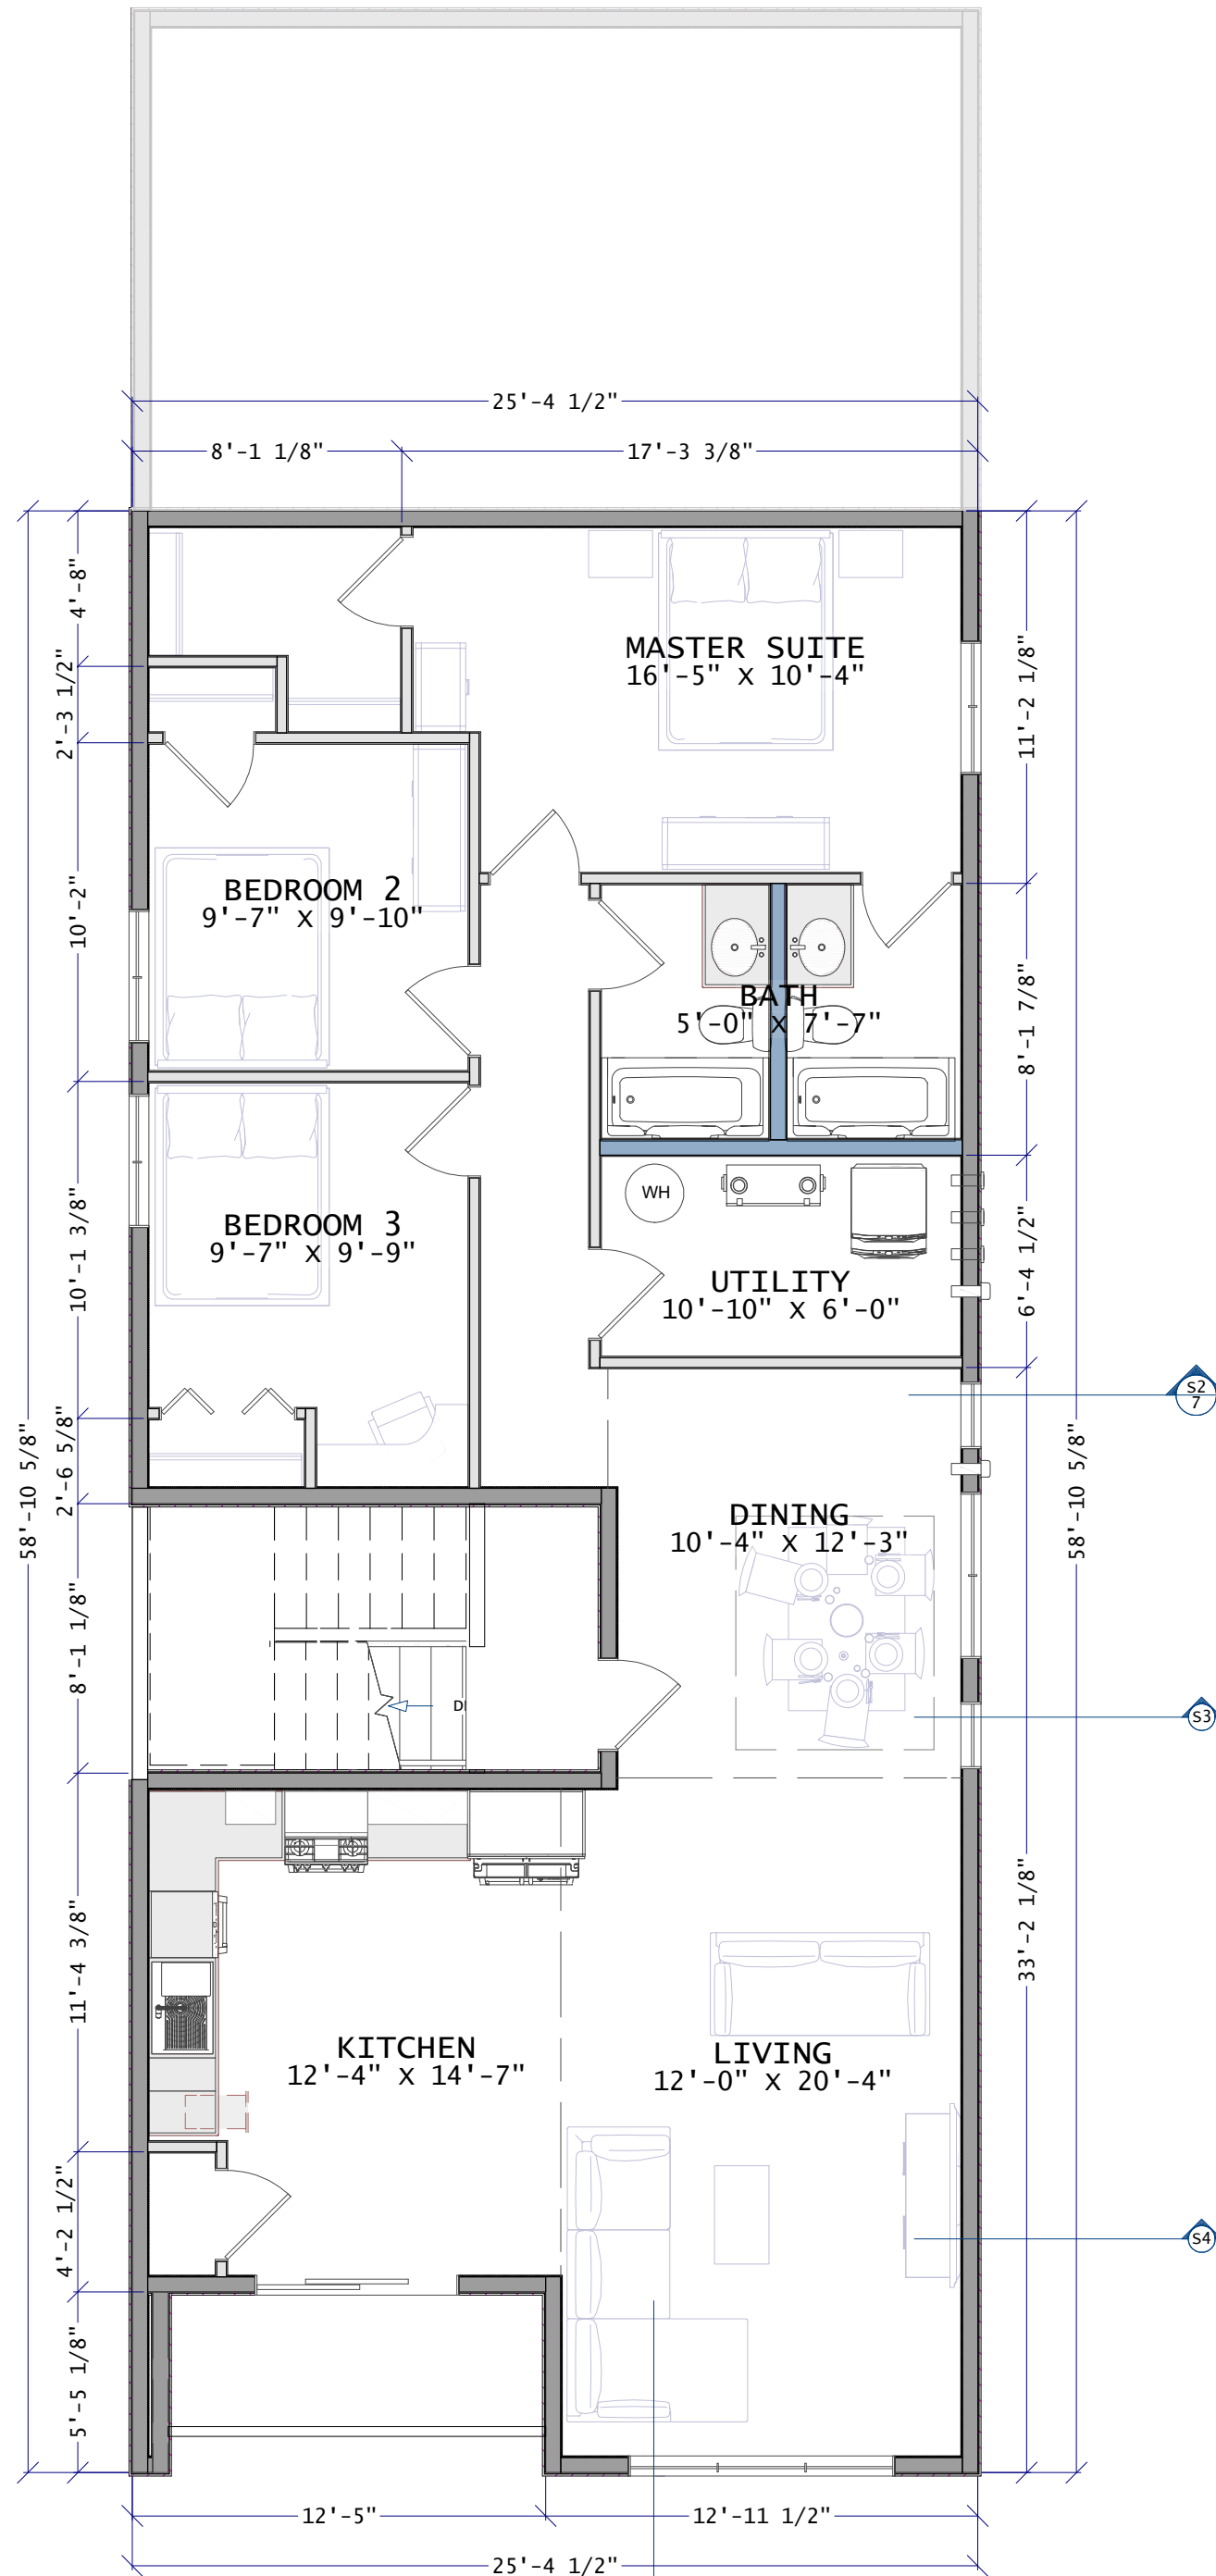 25'-4 1/2"
8'-1 1/8"
17'-3 3/8"
4'-8"
2'-3 1/2"
10'-2"
10'-1 3/8"
2'-6 5/8"
58'-10 5/8"
8'-1 1/8"
11'-4 3/8"
4'-2 1/2"
5'-5 1/8"
MASTER SUITE
16'-5" X 10'-4"
11'-2 1/8"
BEDROOM 2
9'-7" X 9'-10"
BATH
5'-0" X 7'-7"
8'-1 7/8"
WH
BEDROOM 3
9'-7" X 9'-9"
UTILITY
10'-10" X 6'-0"
6'-4 1/2"
S2
7
58'-10 5/8"
DINING
10'-4" X 12'-3"
S3
33'-2 1/8"
KITCHEN
12'-4" X 14'-7"
LIVING
12'-0" X 20'-4"
S4
12'-5"
12'-11 1/2"
25'-4 1/2"